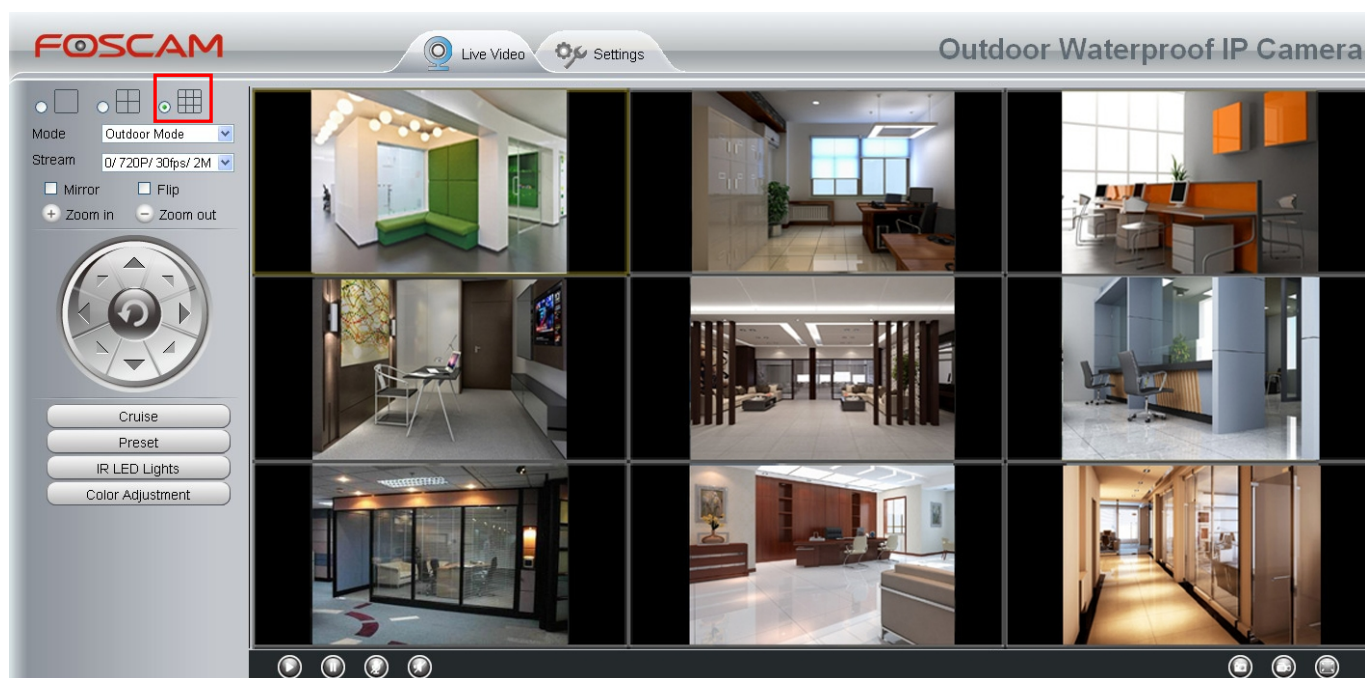 FOSCAM
Live Video
Settings
Outdoor Waterproof IP Camera
Mode
Outdoor Mode
Stream
0/ 720P/ 30fps/ 2M
Mirror
Flip
Zoom in
Zoom out
Cruise
Preset
IR LED Lights
Color Adjustment